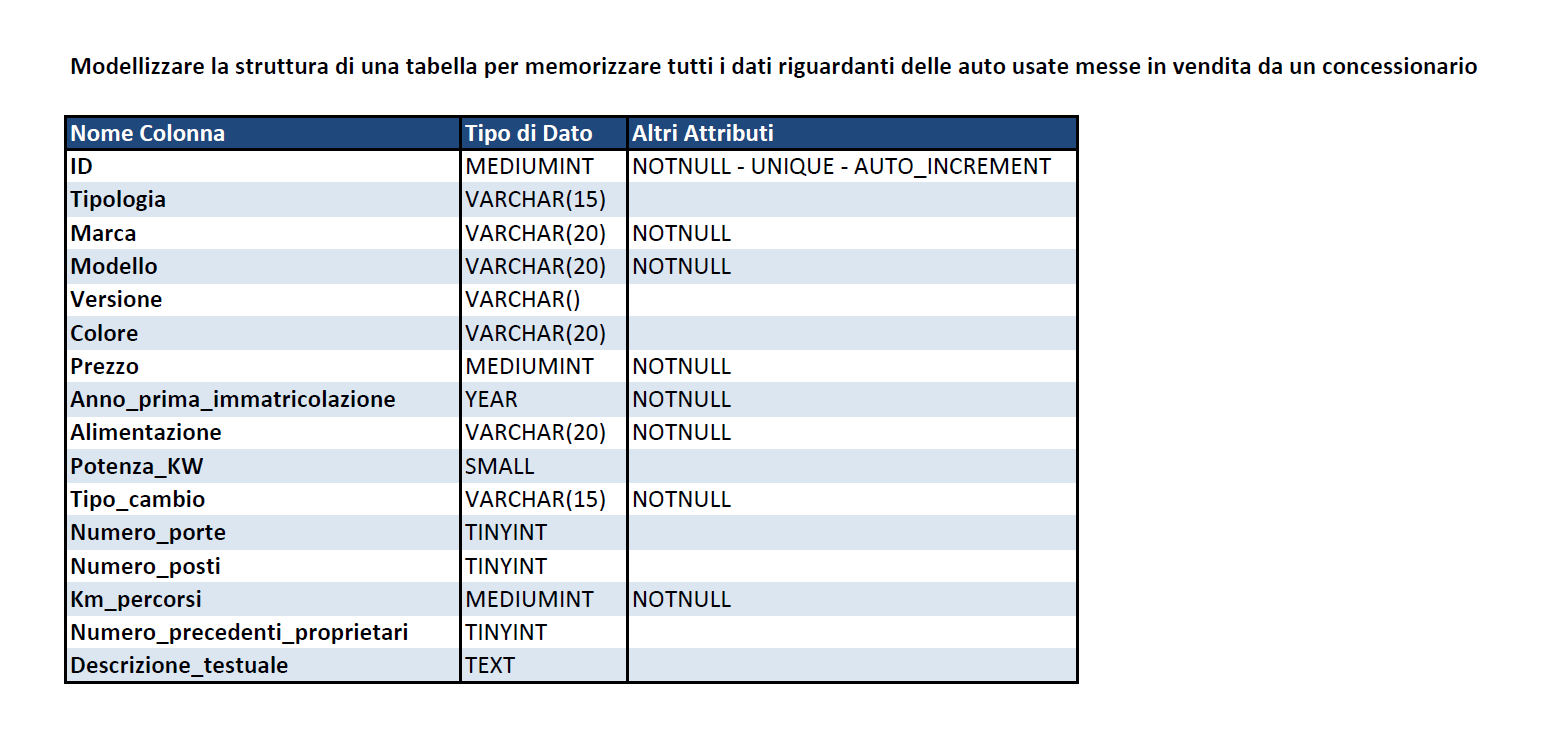 Modellizzare la struttura di una tabella per memorizzare tutti i dati riguardanti delle auto usate messe in vendita da un concessionario
Nome Colonna Tipo di Dato Altri Attributi
ID MEDIUMINT NOTNULL - UNIQUE - AUTO_INCREMENT
Tipologia VARCHAR(15)
Marca VARCHAR(20) NOTNULL
Modello VARCHAR(20) NOTNULL
Versione VARCHAR()
Colore VARCHAR(20)
Prezzo MEDIUMINT NOTNULL
Anno_prima_immatricolazione YEAR NOTNULL
Alimentazione VARCHAR(20) NOTNULL
Potenza_KW SMALL
Tipo_cambio VARCHAR(15) NOTNULL
Numero_porte TINYINT
Numero_posti TINYINT
Km_percorsi MEDIUMINT NOTNULL
Numero_precedenti_proprietari TINYINT
Descrizione_testuale TEXT